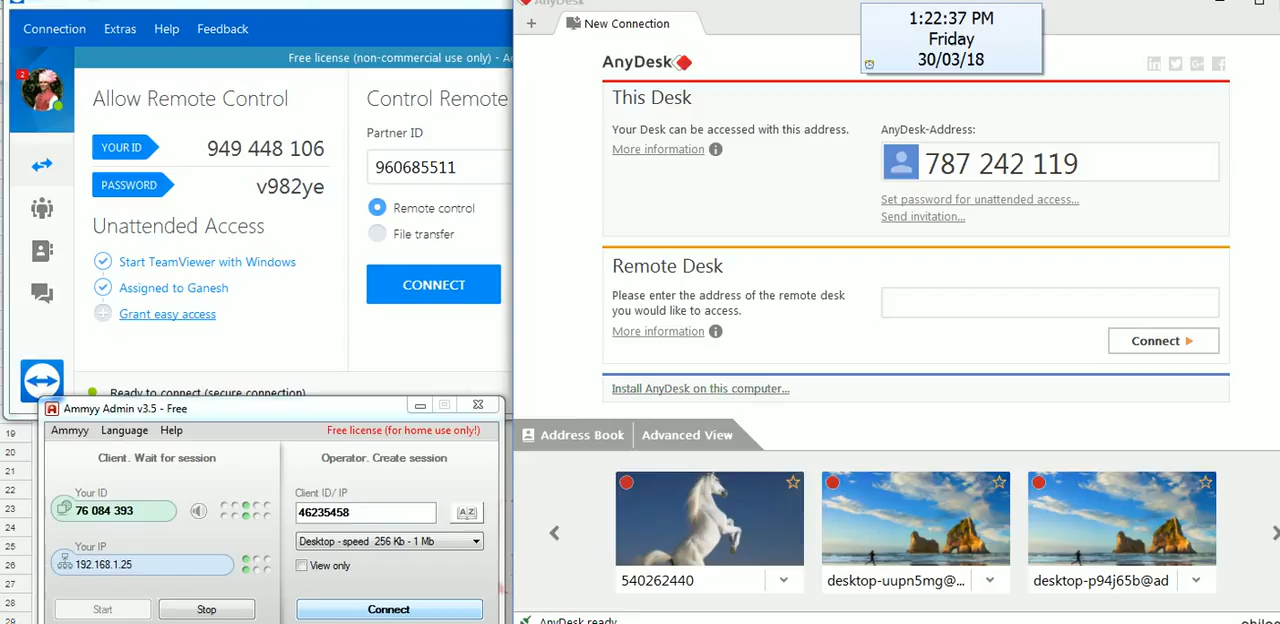 Connection Extras Help Feedback
Free license (non-commercial use only) - A
2
Allow Remote Control
YOUR ID 949 448 106
PASSWORD v982ye
Unattended Access
Start TeamViewer with Windows
Assigned to Ganesh
Grant easy access
Control Remote
Partner ID
960685511
Remote control
File transfer
CONNECT
Ready to connect (secure connection)
AnyDesk
+ New Connection
1:22:37 PM
Friday
30/03/18
AnyDesk
This Desk
Your Desk can be accessed with this address.
More information
AnyDesk-Address:
787 242 119
Set password for unattended access...
Send invitation...
Remote Desk
Please enter the address of the remote desk
you would like to access.
More information
Connect
Install AnyDesk on this computer...
Address Book Advanced View
540262440
desktop-uupn5mg@...
desktop-p94j65b@ad
AnyDesk ready
19
20
21
22
23
24
25
26
27
28
29
Ammyy Admin v3.5 - Free
Ammyy Language Help
Free license (for home use only!)
Client. Wait for session
Your ID
76 084 393
Your IP
192.168.1.25
Start Stop
Operator. Create session
Client ID/ IP
46235458
AZ
Desktop - speed 256 Kb - 1 Mb
View only
Connect